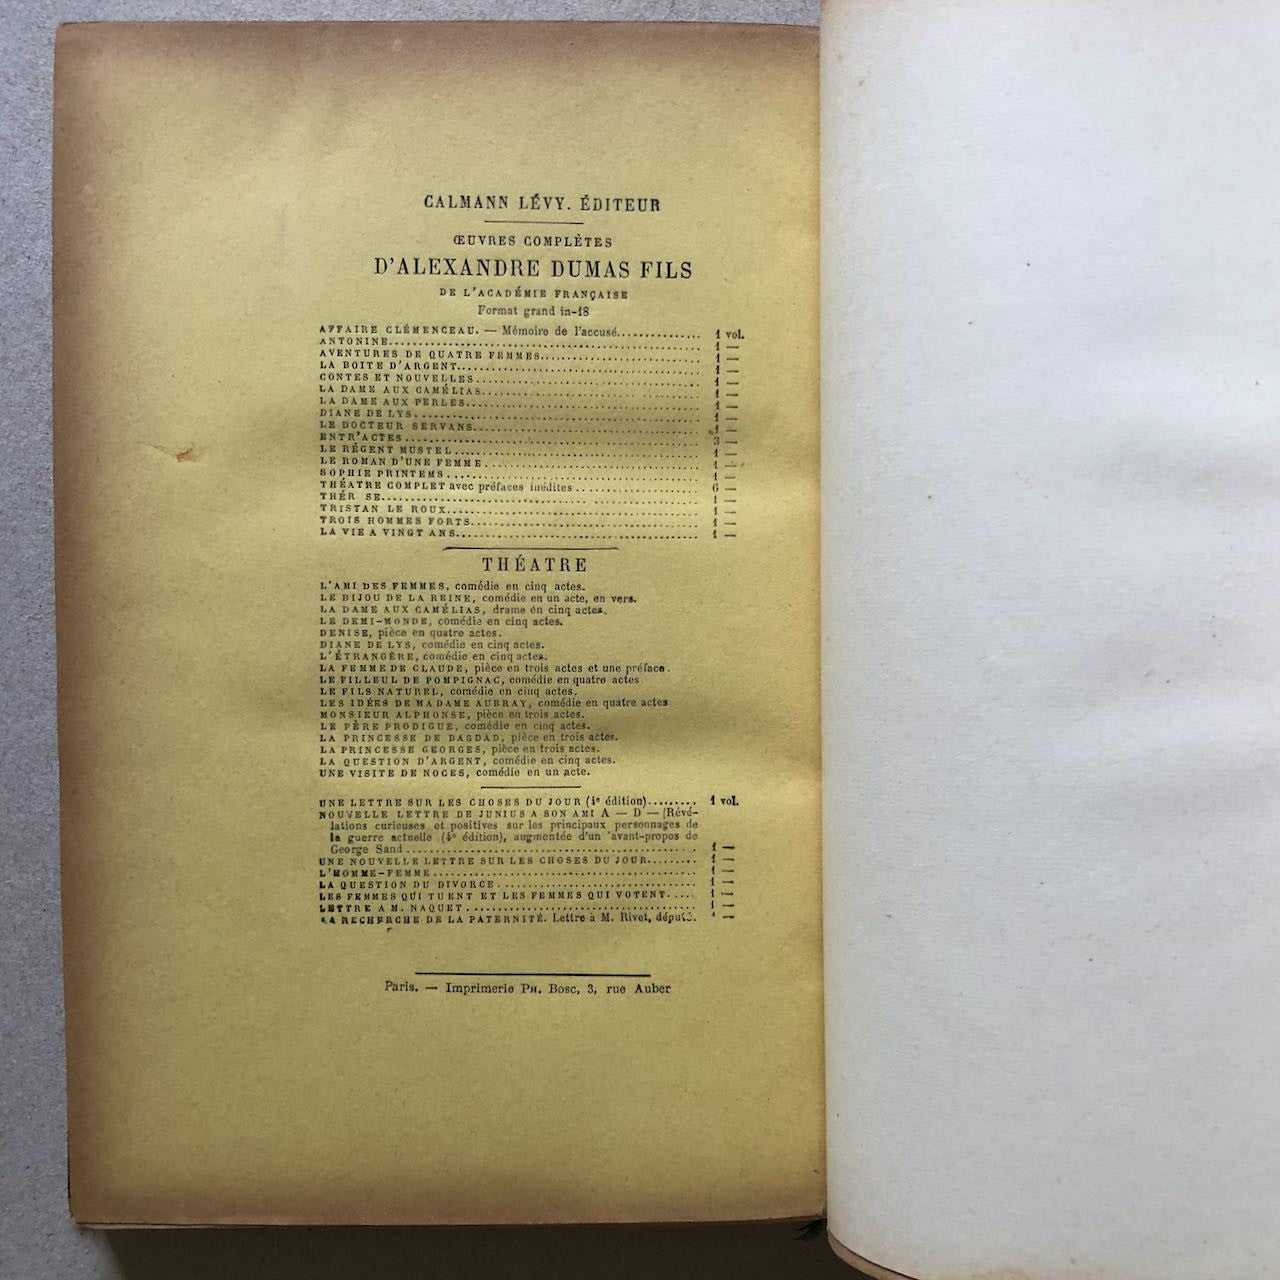 CALMANN LÉVY. ÉDITEUR
ŒUVRES COMPLÈTES
D'ALEXANDRE DUMAS FILS
DE L'ACADÉMIE FRANÇAISE
Format grand in-18
AFFAIRE CLÉMENCEAU. — Mémoire de l'accusé.............. 1 vol.
ANTONINE.................................................... 1 —
AVENTURES DE QUATRE FEMMES......................... 1 —
LA BOITE D'ARGENT........................................ 1 —
CONTES ET NOUVELLES.................................... 1 —
LA DAME AUX CAMÉLIAS................................... 1 —
LA DAME AUX PERLES..................................... 1 —
DIANE DE LYS............................................... 1 —
LE DOCTEUR SERVANS..................................... 1 —
ENTR'ACTES................................................. 3 —
LE RÉGENT MUSTEL........................................ 1 —
LE ROMAN D'UNE FEMME.................................. 1 —
SOPHIE PRINTEMS......................................... 1 —
THÉATRE COMPLET avec préfaces inédites.................. 6 —
THÉR SE..................................................... 1 —
TRISTAN LE ROUX.......................................... 1 —
TROIS HOMMES FORTS..................................... 1 —
LA VIE A VINGT ANS....................................... 1 —
THÉATRE
L'AMI DES FEMMES, comédie en cinq actes.
LE BIJOU DE LA REINE, comédie en un acte, en vers.
LA DAME AUX CAMÉLIAS, drame en cinq actes.
LE DEMI-MONDE, comédie en cinq actes.
DENISE, pièce en quatre actes.
DIANE DE LYS, comédie en cinq actes.
L'ÉTRANGÈRE, comédie en cinq actes.
LA FEMME DE CLAUDE, pièce en trois actes et une préface.
LE FILLEUL DE POMPIGNAC, comédie en quatre actes
LE FILS NATUREL, comédie en cinq actes.
LES IDÉES DE MADAME AUBRAY, comédie en quatre actes
MONSIEUR ALPHONSE, pièce en trois actes.
LE PÈRE PRODIGUE, comédie en cinq actes.
LA PRINCESSE DE BAGDAD, pièce en trois actes.
LA PRINCESSE GEORGES, pièce en trois actes.
LA QUESTION D'ARGENT, comédie en cinq actes.
UNE VISITE DE NOCES, comédie en un acte.
UNE LETTRE SUR LES CHOSES DU JOUR (4e édition)........, 1 vol.
NOUVELLE LETTRE DE JUNIUS A SON AMI A — D — (Révé-
lations curieuses et positives sur les principaux personnages de
la guerre actuelle (4e édition), augmentée d'un avant-propos de
George Sand.............................................. 1 —
UNE NOUVELLE LETTRE SUR LES CHOSES DU JOUR........ 1 —
L'HOMME-FEMME............................................ 1 —
LA QUESTION DU DIVORCE.................................. 1 —
LES FEMMES QUI TUENT ET LES FEMMES QUI VOTENT..... 1 —
LETTRE A M. NAQUET....................................... 1 —
LA RECHERCHE DE LA PATERNITÉ. Lettre à M. Rivet, député. 1 —
Paris. — Imprimerie PH. BOSC, 3, rue Auber